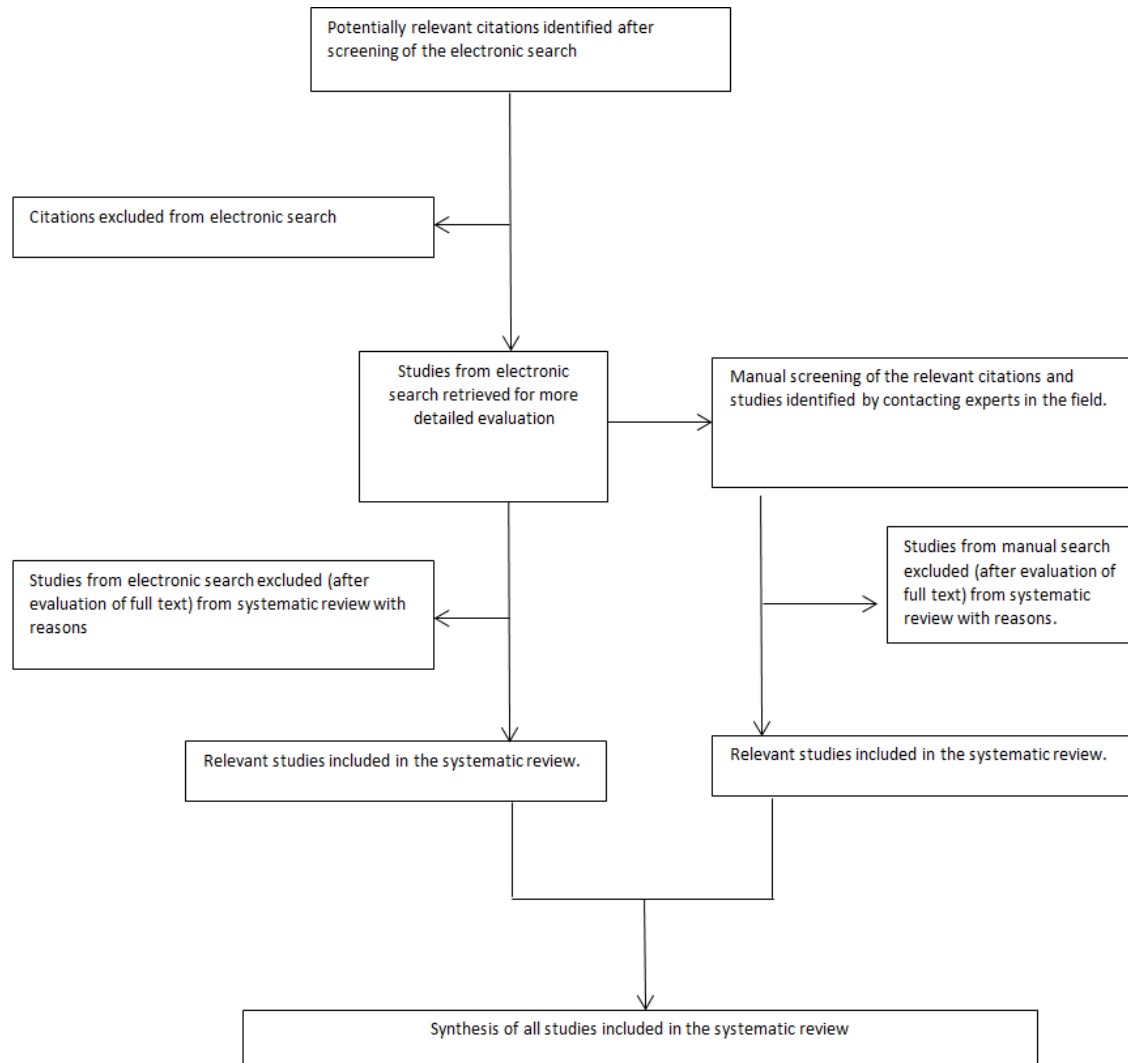 Potentially relevant citations identified after
screening of the electronic search
Citations excluded from electronic search
Studies from electronic
search retrieved for more
detailed evaluation
Manual screening of the relevant citations and
studies identified by contacting experts in the field.
Studies from electronic search excluded (after
evaluation of full text) from systematic review with
reasons
Studies from manual search
excluded (after evaluation of
full text) from systematic
review with reasons.
Relevant studies included in the systematic review.
Relevant studies included in the systematic review.
Synthesis of all studies included in the systematic review